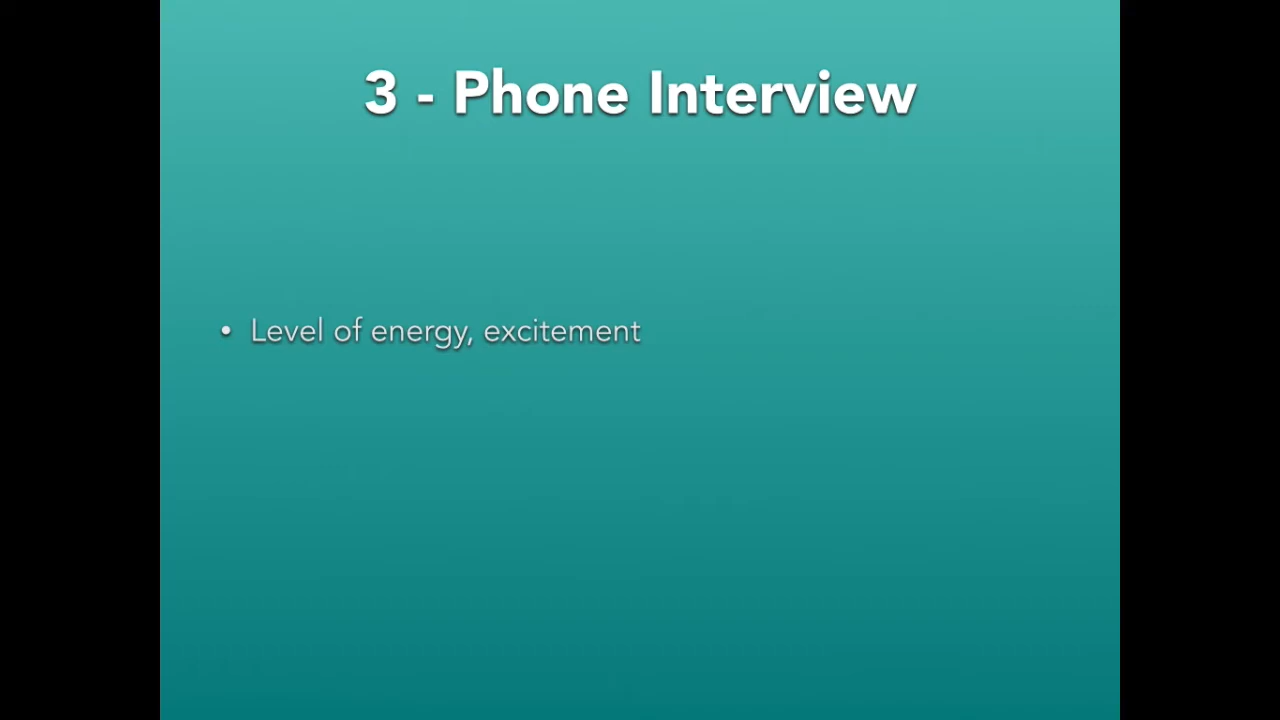 3 - Phone Interview
• Level of energy, excitement